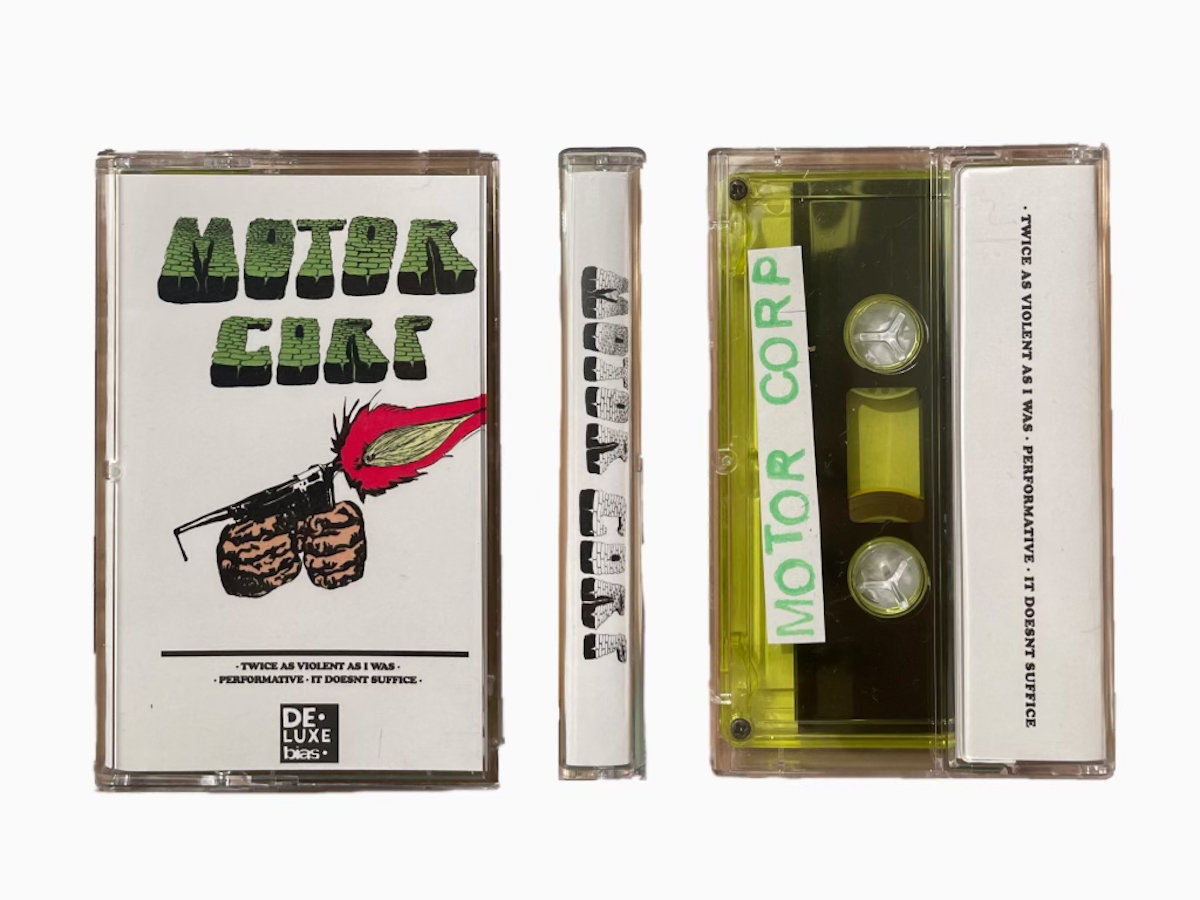 MOTOR
CORP
· TWICE AS VIOLENT AS I WAS ·
· PERFORMATIVE · IT DOESNT SUFFICE ·
DE·
LUXE
bias·
MOTOR CORP
MOTOR CORP
· TWICE AS VIOLENT AS I WAS · PERFORMATIVE · IT DOESNT SUFFICE